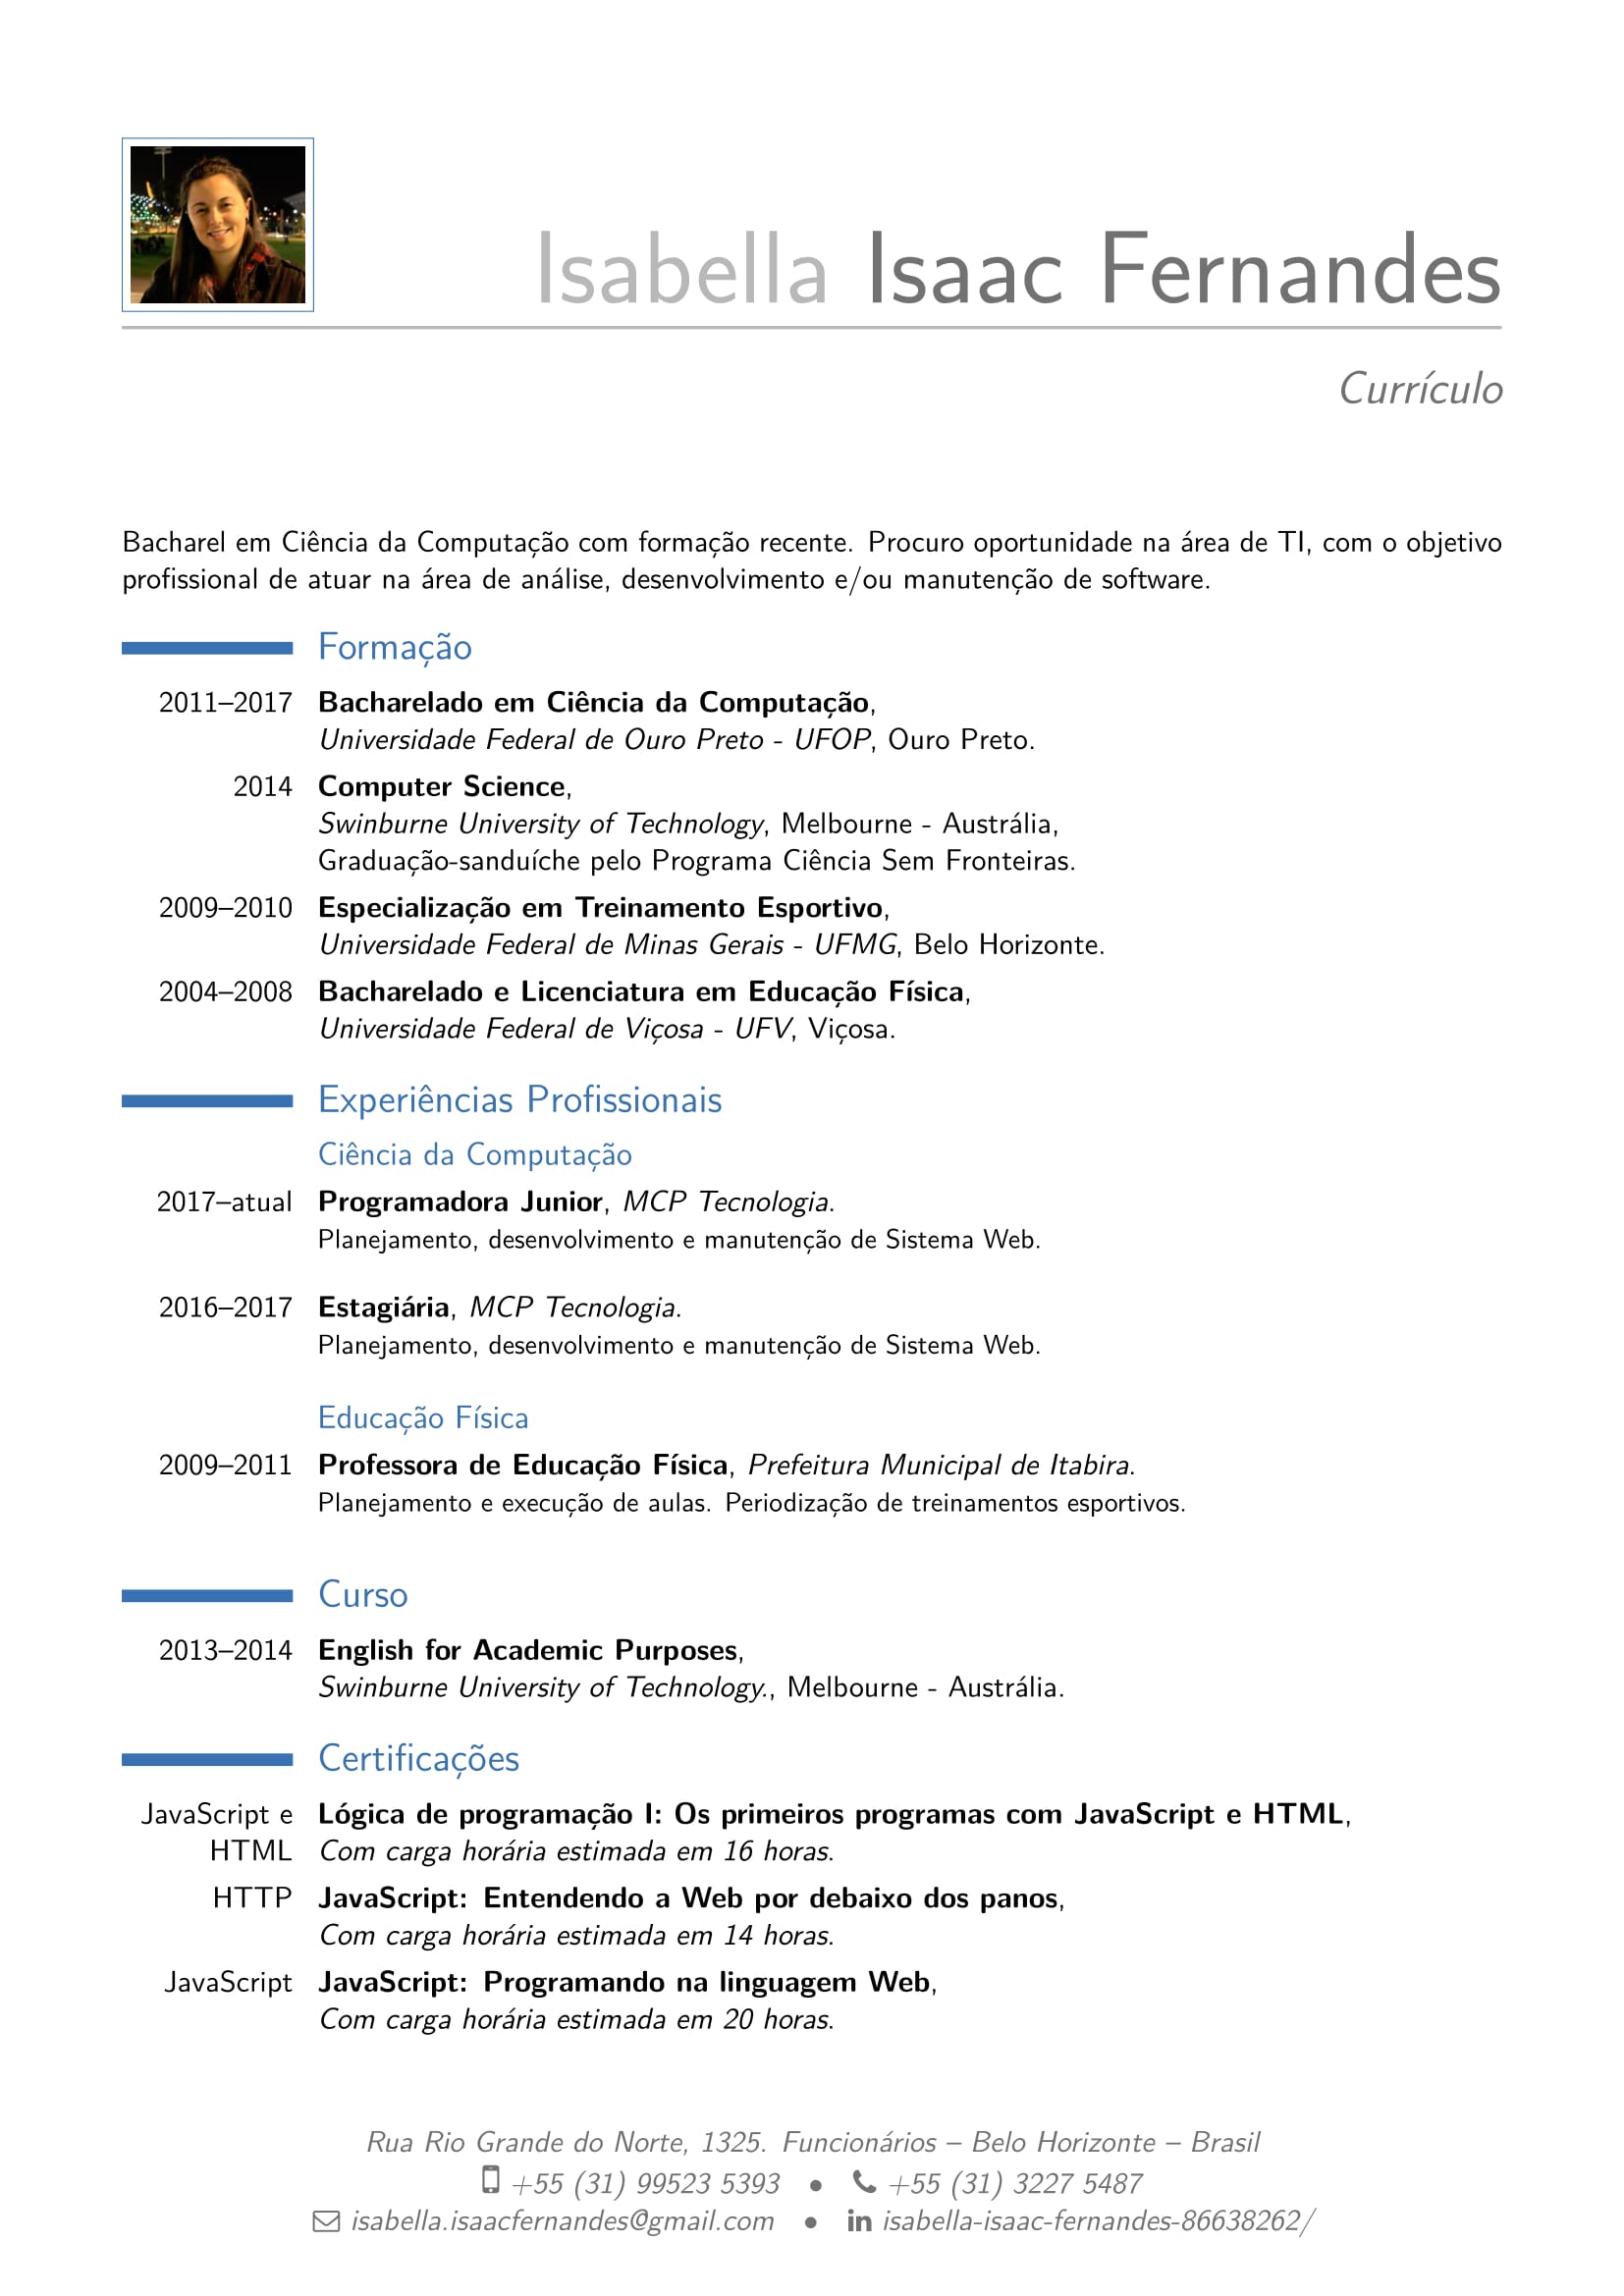 Isabella Isaac Fernandes
Currículo
Bacharel em Ciência da Computação com formação recente. Procuro oportunidade na área de TI, com o objetivo
profissional de atuar na área de análise, desenvolvimento e/ou manutenção de software.
Formação
2011–2017 Bacharelado em Ciência da Computação,
Universidade Federal de Ouro Preto - UFOP, Ouro Preto.
2014 Computer Science,
Swinburne University of Technology, Melbourne - Austrália,
Graduação-sanduíche pelo Programa Ciência Sem Fronteiras.
2009–2010 Especialização em Treinamento Esportivo,
Universidade Federal de Minas Gerais - UFMG, Belo Horizonte.
2004–2008 Bacharelado e Licenciatura em Educação Física,
Universidade Federal de Viçosa - UFV, Viçosa.
Experiências Profissionais
Ciência da Computação
2017–atual Programadora Junior, MCP Tecnologia.
Planejamento, desenvolvimento e manutenção de Sistema Web.
2016–2017 Estagiária, MCP Tecnologia.
Planejamento, desenvolvimento e manutenção de Sistema Web.
Educação Física
2009–2011 Professora de Educação Física, Prefeitura Municipal de Itabira.
Planejamento e execução de aulas. Periodização de treinamentos esportivos.
Curso
2013–2014 English for Academic Purposes,
Swinburne University of Technology., Melbourne - Austrália.
Certificações
JavaScript e Lógica de programação I: Os primeiros programas com JavaScript e HTML,
HTML Com carga horária estimada em 16 horas.
HTTP JavaScript: Entendendo a Web por debaixo dos panos,
Com carga horária estimada em 14 horas.
JavaScript JavaScript: Programando na linguagem Web,
Com carga horária estimada em 20 horas.
Rua Rio Grande do Norte, 1325. Funcionários – Belo Horizonte – Brasil
+55 (31) 99523 5393 • +55 (31) 3227 5487
isabella.isaacfernandes@gmail.com • in isabella-isaac-fernandes-86638262/